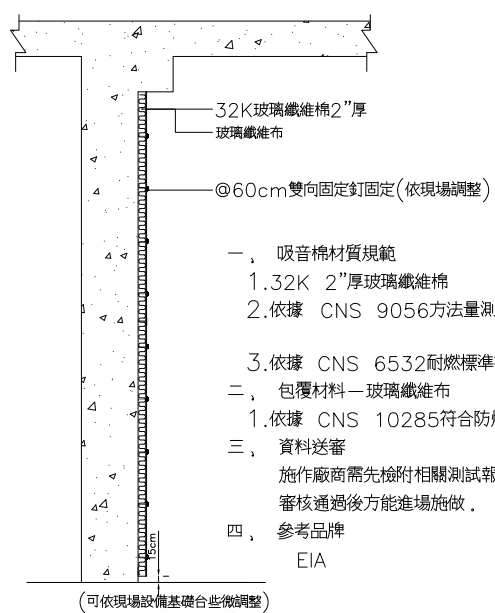 32K玻璃纖維棉2"厚
玻璃纖維布
@60cm雙向固定釘固定(依現場調整)
一、 吸音棉材質規範
1.32K 2"厚玻璃纖維棉
2.依據 CNS 9056方法量測
3.依據 CNS 6532耐燃標準
二、 包覆材料－玻璃纖維布
1.依據 CNS 10285符合防
三、 資料送審
施作廠商需先檢附相關測試報
審核通過後方能進場施做．
四、 參考品牌
EIA
5cm
(可依現場設備基礎台些微調整)